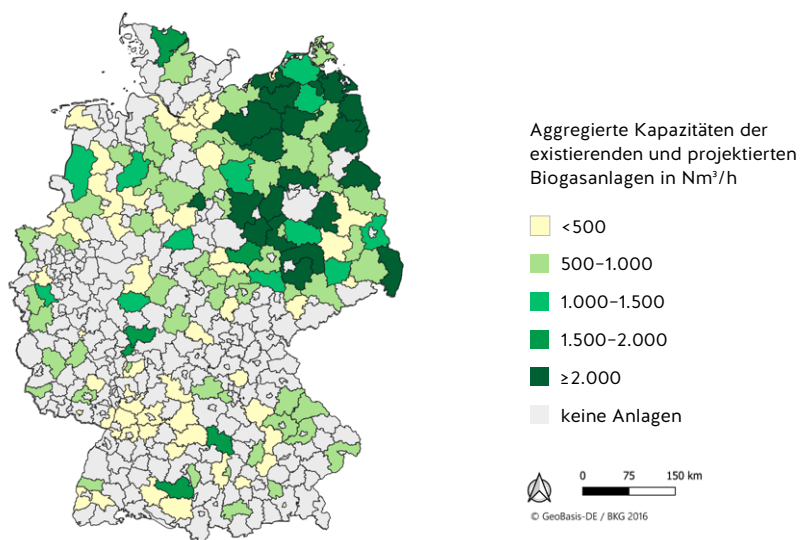 Aggregierte Kapazitäten der
existierenden und projektierten
Biogasanlagen in Nm³/h
<500
500–1.000
1.000–1.500
1.500–2.000
≥2.000
keine Anlagen
0 75 150 km
© GeoBasis-DE / BKG 2016